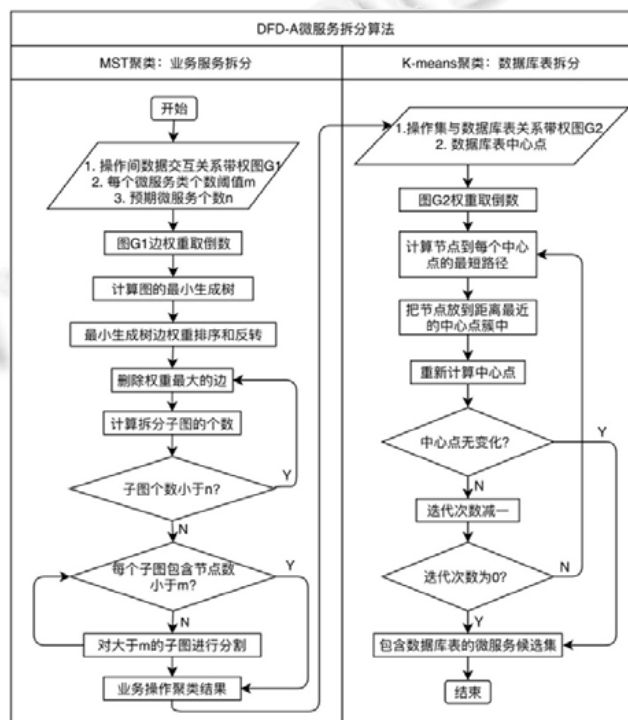 DFD-A微服务拆分算法
MST聚类：业务服务拆分
开始
1. 操作间数据交互关系带权图G1
2. 每个微服务类个数阈值m
3. 预期微服务个数n
图G1边权重取倒数
计算图的最小生成树
最小生成树边权重排序和反转
删除权重最大的边
计算拆分子图的个数
子图个数小于n?
Y
N
每个子图包含节点数
小于m?
Y
N
对大于m的子图进行分割
业务操作聚类结果
K-means聚类：数据库表拆分
1.操作集与数据库表关系带权图G2
2. 数据库表中心点
图G2权重取倒数
计算节点到每个中心
点的最短路径
把节点放到距离最近
的中心点簇中
重新计算中心点
中心点无变化?
Y
N
迭代次数减一
迭代次数为0?
N
Y
包含数据库表的微服务候选集
结束